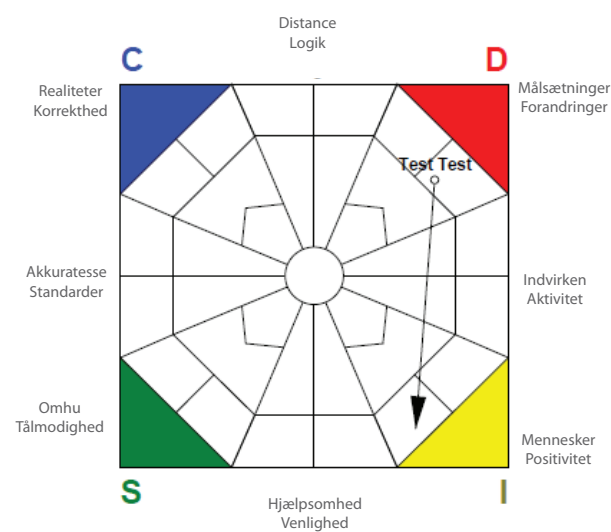 Distance
Logik
C
D
Realiteter
Korrekthed
Målsætninger
Forandringer
Test Test
Akkuratesse
Standarder
Indvirken
Aktivitet
Omhu
Tålmodighed
Mennesker
Positivitet
S
I
Hjælpsomhed
Venlighed